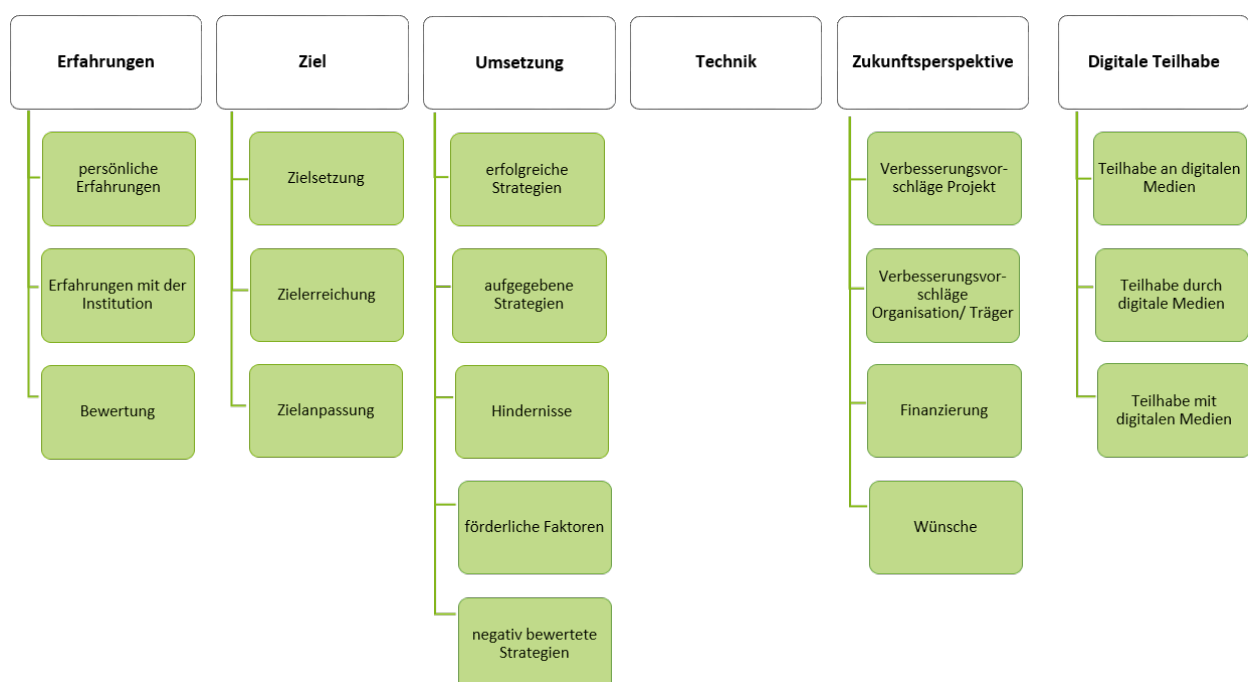 Erfahrungen
persönliche
Erfahrungen
Erfahrungen mit der
Institution
Bewertung
Ziel
Zielsetzung
Zielerreichung
Zielanpassung
Umsetzung
erfolgreiche
Strategien
aufgegebene
Strategien
Hindernisse
förderliche Faktoren
negativ bewertete
Strategien
Technik
Zukunftsperspektive
Verbesserungsvor-
schläge Projekt
Verbesserungsvor-
schläge
Organisation/ Träger
Finanzierung
Wünsche
Digitale Teilhabe
Teilhabe an digitalen
Medien
Teilhabe durch
digitale Medien
Teilhabe mit
digitalen Medien